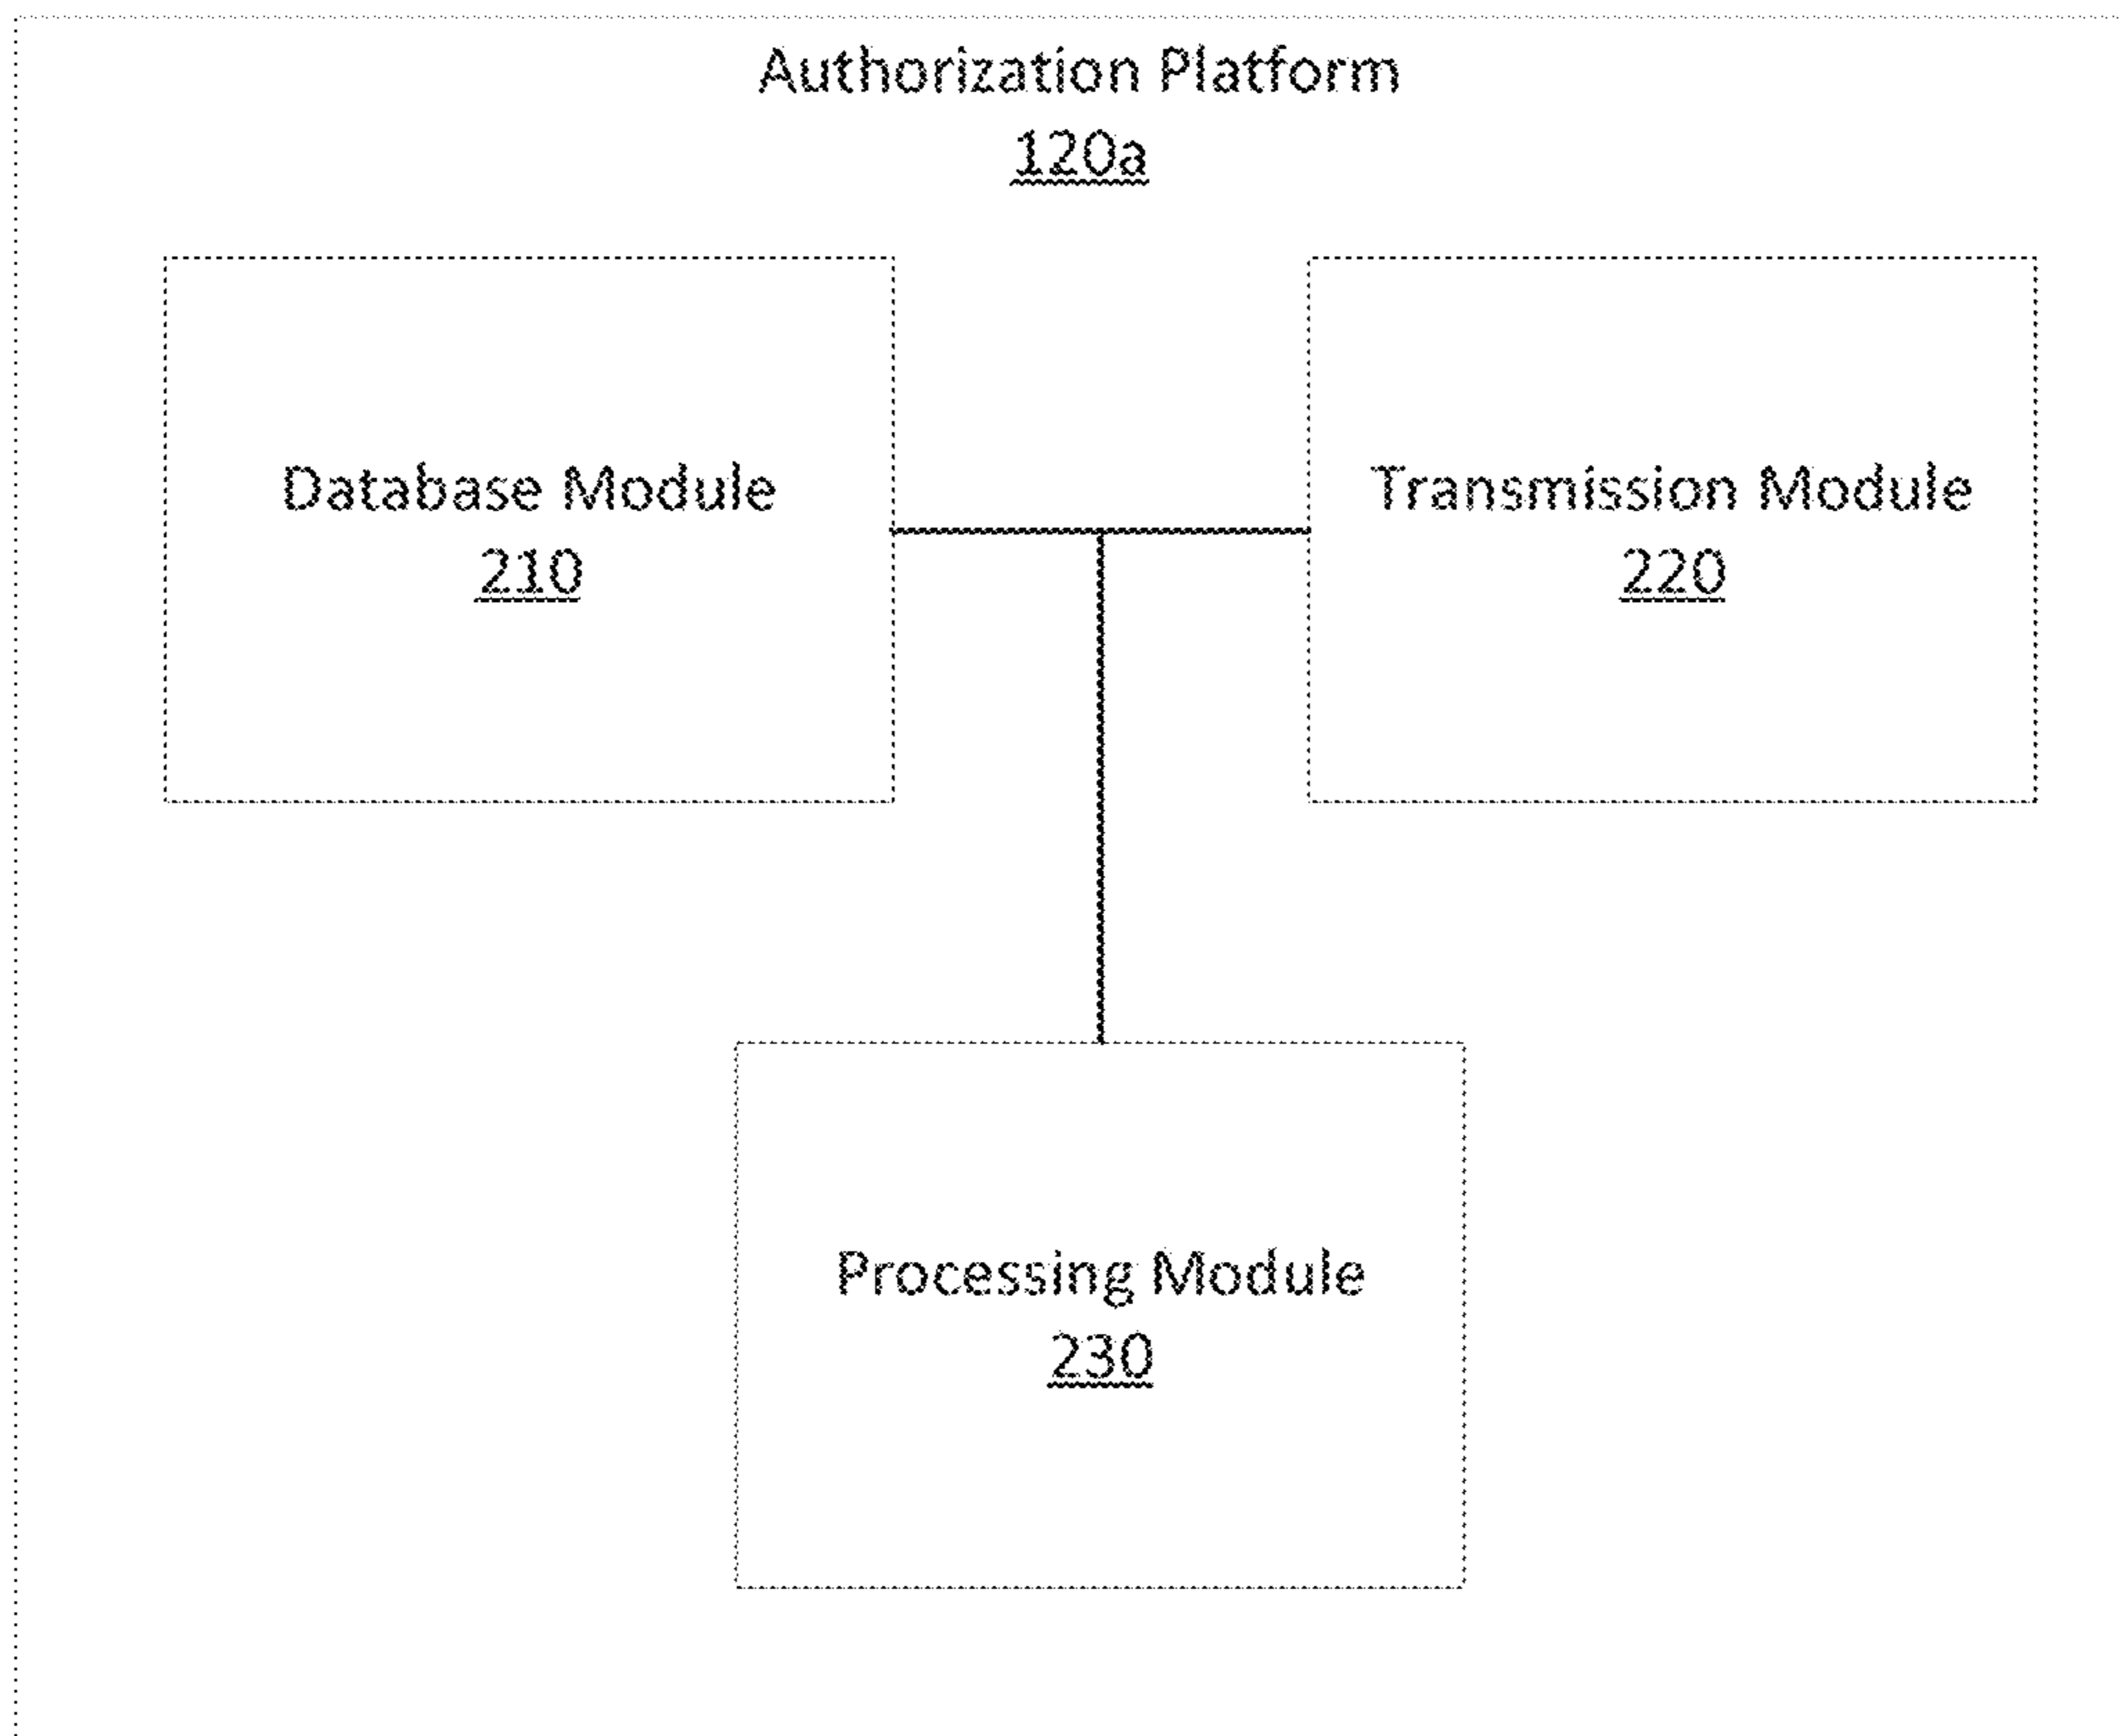 Authorization Platform
120a
Database Module
210
Transmission Module
220
Processing Module
230